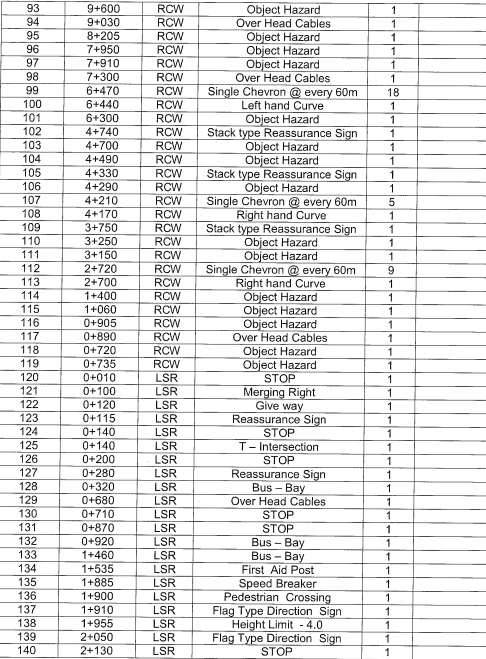 93 9+600 RCW Object Hazard 1
94 9+030 RCW Over Head Cables 1
95 8+205 RCW Object Hazard 1
96 7+950 RCW Object Hazard 1
97 7+910 RCW Object Hazard 1
98 7+300 RCW Over Head Cables 1
99 6+470 RCW Single Chevron @ every 60m 18
100 6+440 RCW Left hand Curve 1
101 6+300 RCW Object Hazard 1
102 4+740 RCW Stack type Reassurance Sign 1
103 4+700 RCW Object Hazard 1
104 4+490 RCW Object Hazard 1
105 4+330 RCW Stack type Reassurance Sign 1
106 4+290 RCW Object Hazard 1
107 4+210 RCW Single Chevron @ every 60m 5
108 4+170 RCW Right hand Curve 1
109 3+750 RCW Stack type Reassurance Sign 1
110 3+250 RCW Object Hazard 1
111 3+150 RCW Object Hazard 1
112 2+720 RCW Single Chevron @ every 60m 9
113 2+700 RCW Right hand Curve 1
114 1+400 RCW Object Hazard 1
115 1+060 RCW Object Hazard 1
116 0+905 RCW Object Hazard 1
117 0+890 RCW Over Head Cables 1
118 0+720 RCW Object Hazard 1
119 0+735 RCW Object Hazard 1
120 0+010 LSR STOP 1
121 0+100 LSR Merging Right 1
122 0+120 LSR Give way 1
123 0+115 LSR Reassurance Sign 1
124 0+140 LSR STOP 1
125 0+140 LSR T – Intersection 1
126 0+200 LSR STOP 1
127 0+280 LSR Reassurance Sign 1
128 0+320 LSR Bus – Bay 1
129 0+680 LSR Over Head Cables 1
130 0+710 LSR STOP 1
131 0+870 LSR STOP 1
132 0+920 LSR Bus – Bay 1
133 1+460 LSR Bus – Bay 1
134 1+535 LSR First Aid Post 1
135 1+885 LSR Speed Breaker 1
136 1+900 LSR Pedestrian Crossing 1
137 1+910 LSR Flag Type Direction Sign 1
138 1+955 LSR Height Limit - 4.0 1
139 2+050 LSR Flag Type Direction Sign 1
140 2+130 LSR STOP 1